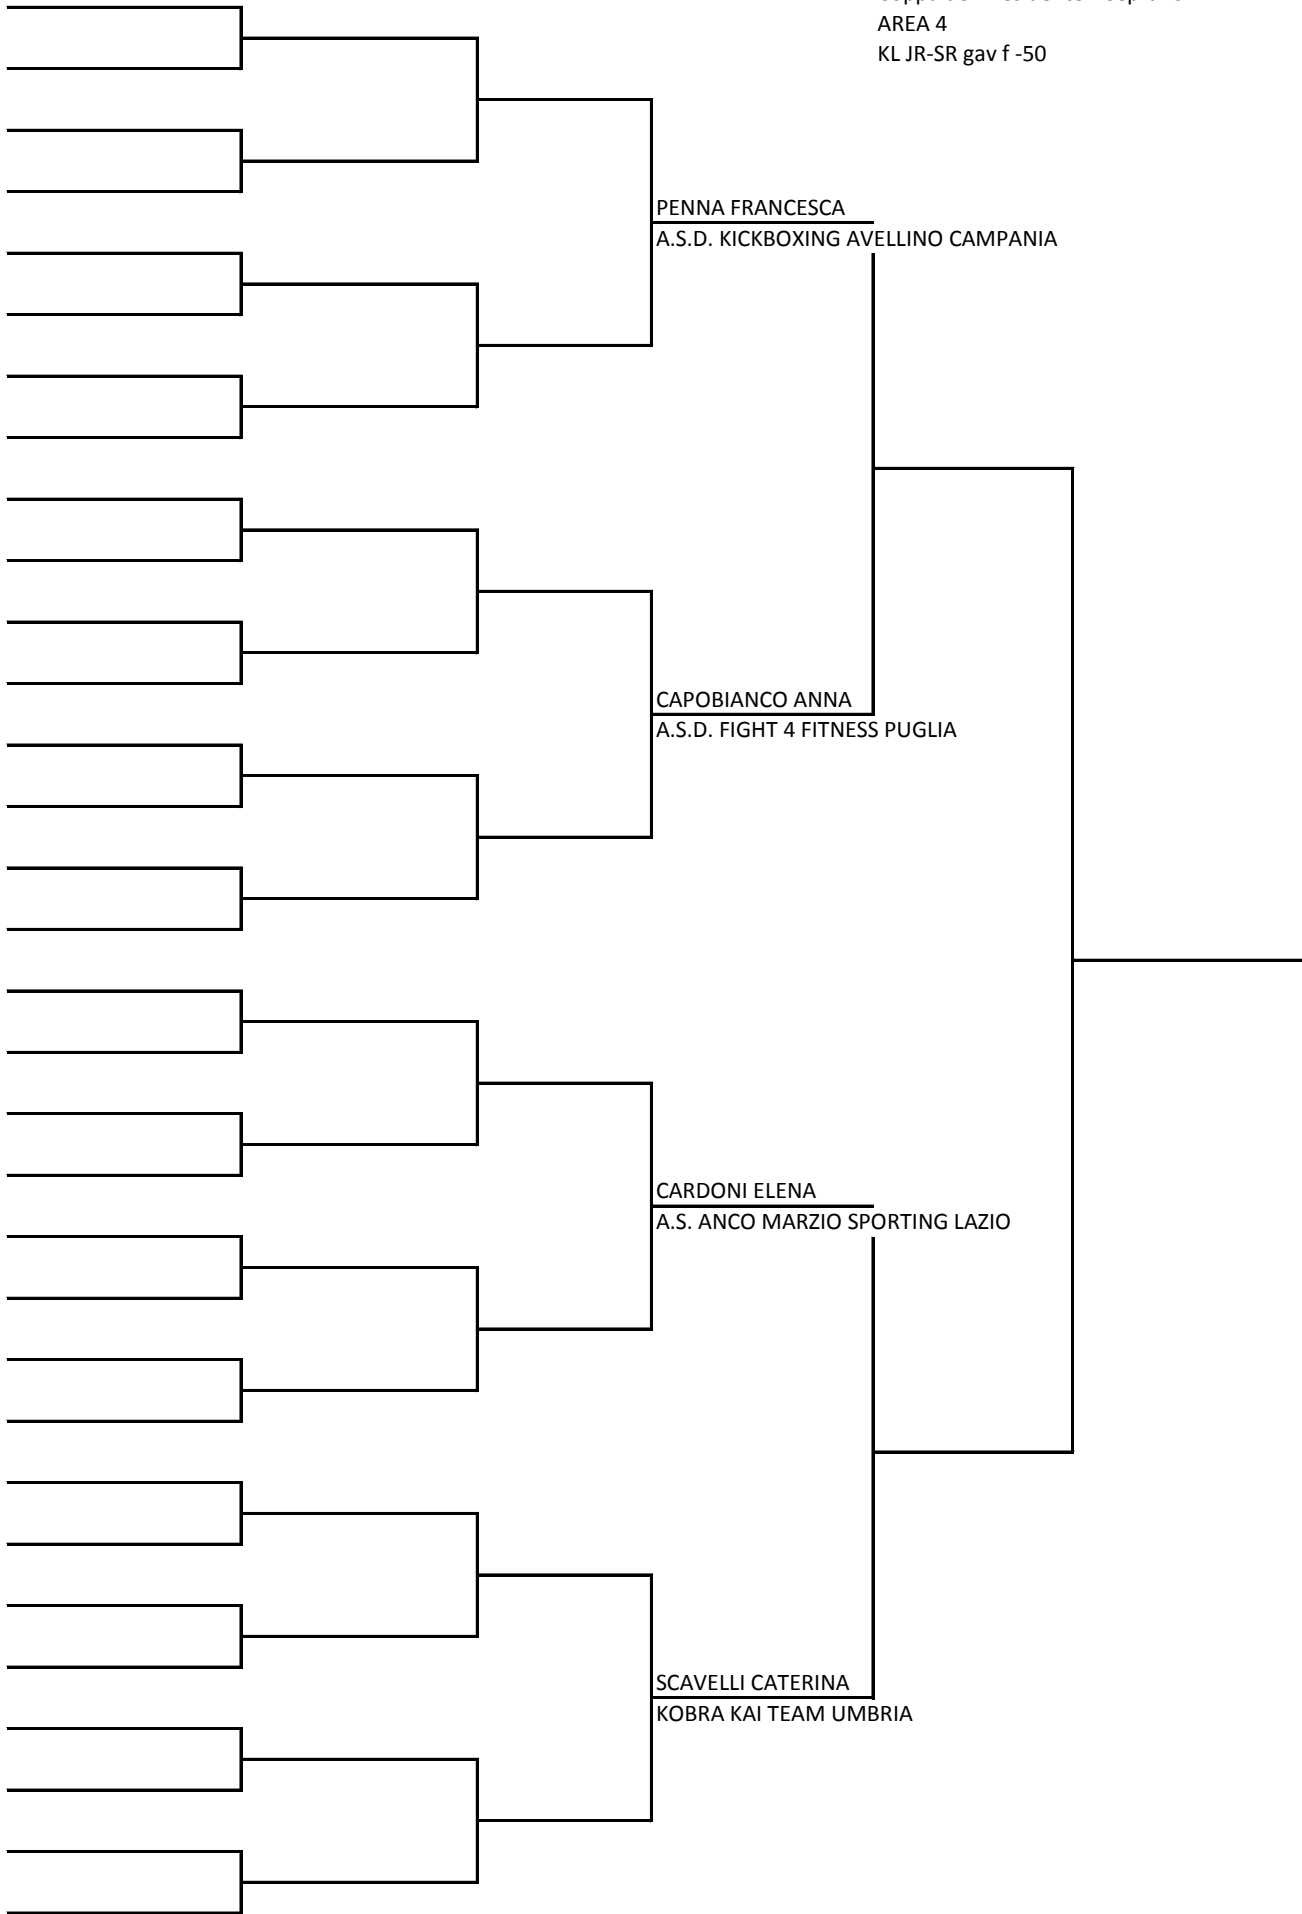 AREA 4
KL JR-SR gav f -50
PENNA FRANCESCA
A.S.D. KICKBOXING AVELLINO CAMPANIA
CAPOBIANCO ANNA
A.S.D. FIGHT 4 FITNESS PUGLIA
CARDONI ELENA
A.S. ANCO MARZIO SPORTING LAZIO
SCAVELLI CATERINA
KOBRA KAI TEAM UMBRIA